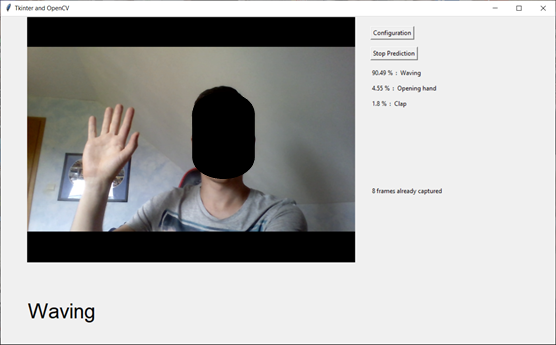 Tkinter and OpenCV
Configuration
Stop Prediction
90.49 % : Waving
4.55 % : Opening hand
1.8 % : Clap
8 frames already captured
Waving